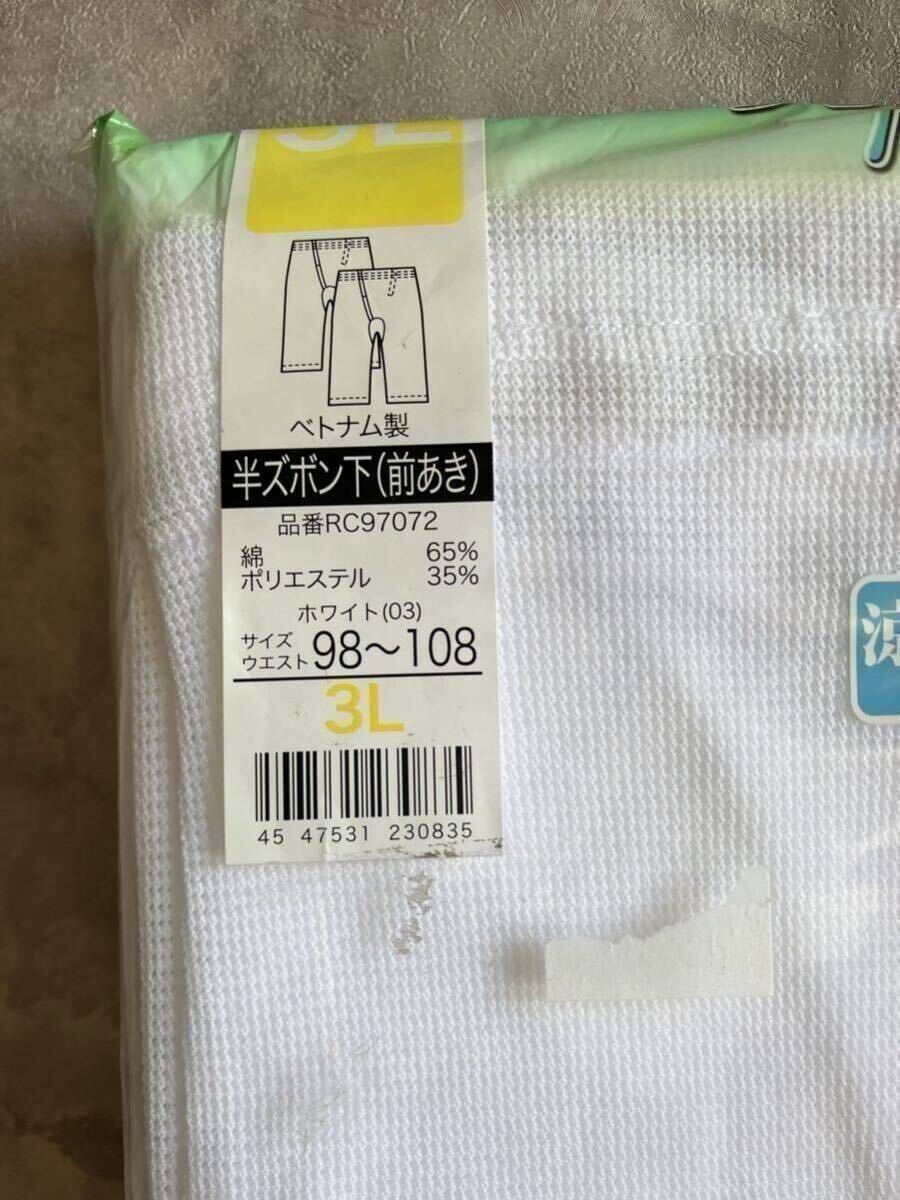 3L
ベトナム製
半ズボン下(前あき)
品番RC97072
綿 65%
ポリエステル 35%
ホワイト(03)
サイズ
ウエスト 98〜108
3L
45 47531 230835
涼